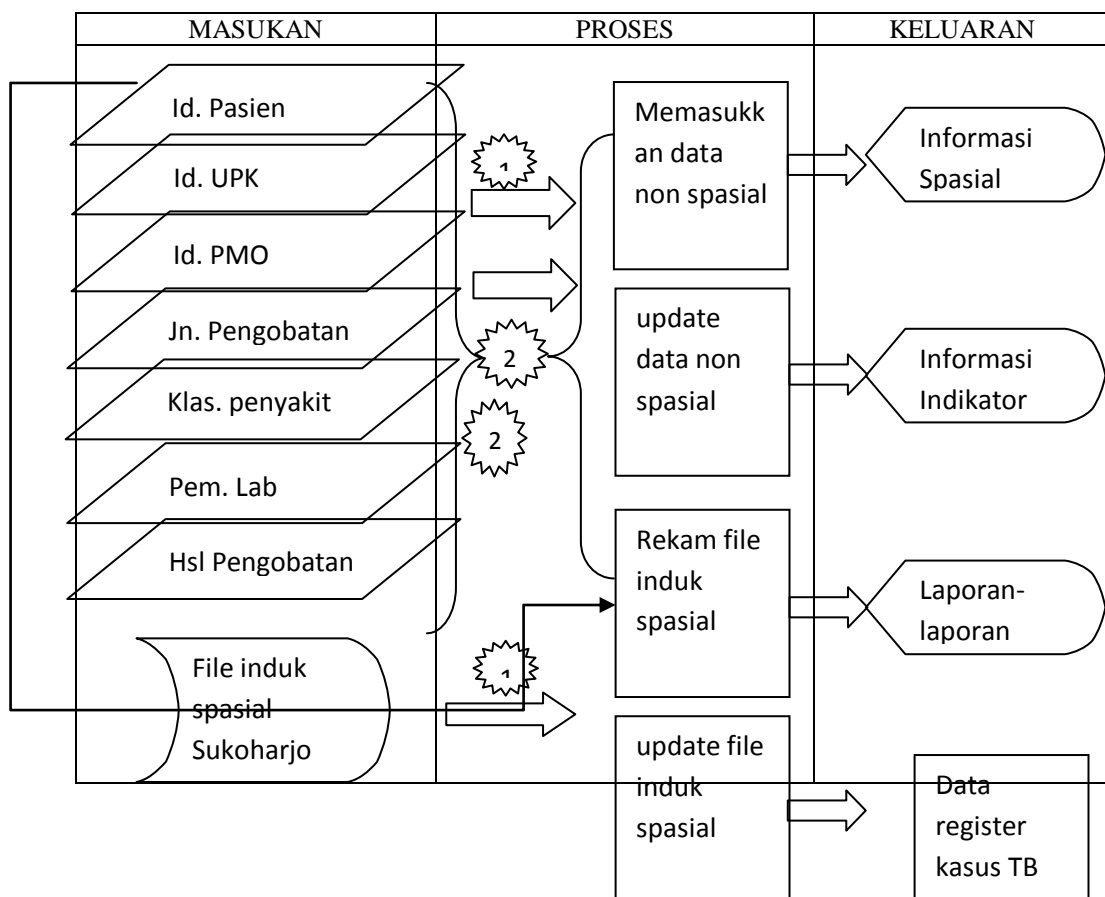 MASUKAN
PROSES
KELUARAN
Id. Pasien
Id. UPK
Id. PMO
Jn. Pengobatan
Klas. penyakit
Pem. Lab
Hsl Pengobatan
File induk
spasial
Sukoharjo
1
2
2
1
Memasukk
an data
non spasial
update
data non
spasial
Rekam file
induk
spasial
update file
induk
spasial
Informasi
Spasial
Informasi
Indikator
Laporan-
laporan
Data
register
kasus TB